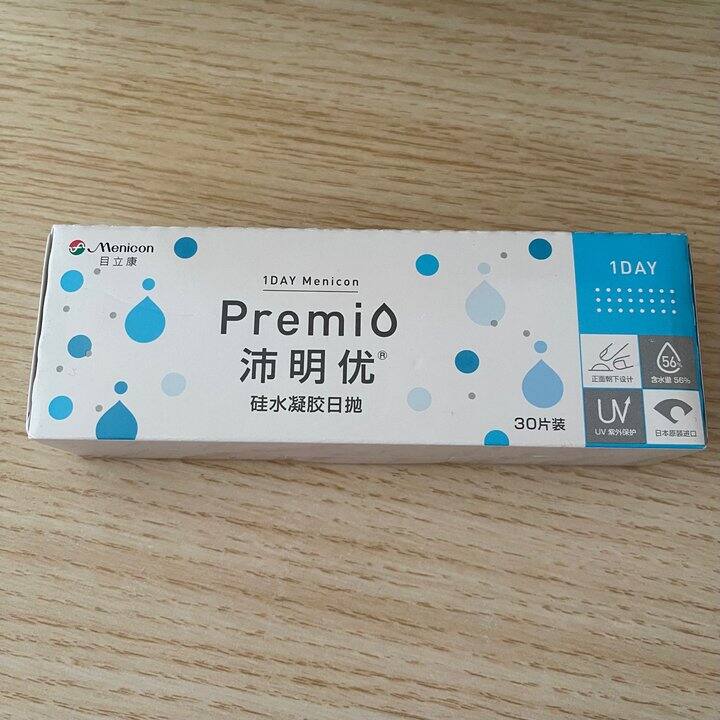 Menicon
目立康
1DAY Menicon
Premio
沛明优®
硅水凝胶日抛
30片装
1DAY
正面朝下设计
56%
含水量 56%
UV
UV 紫外保护
日本原装进口